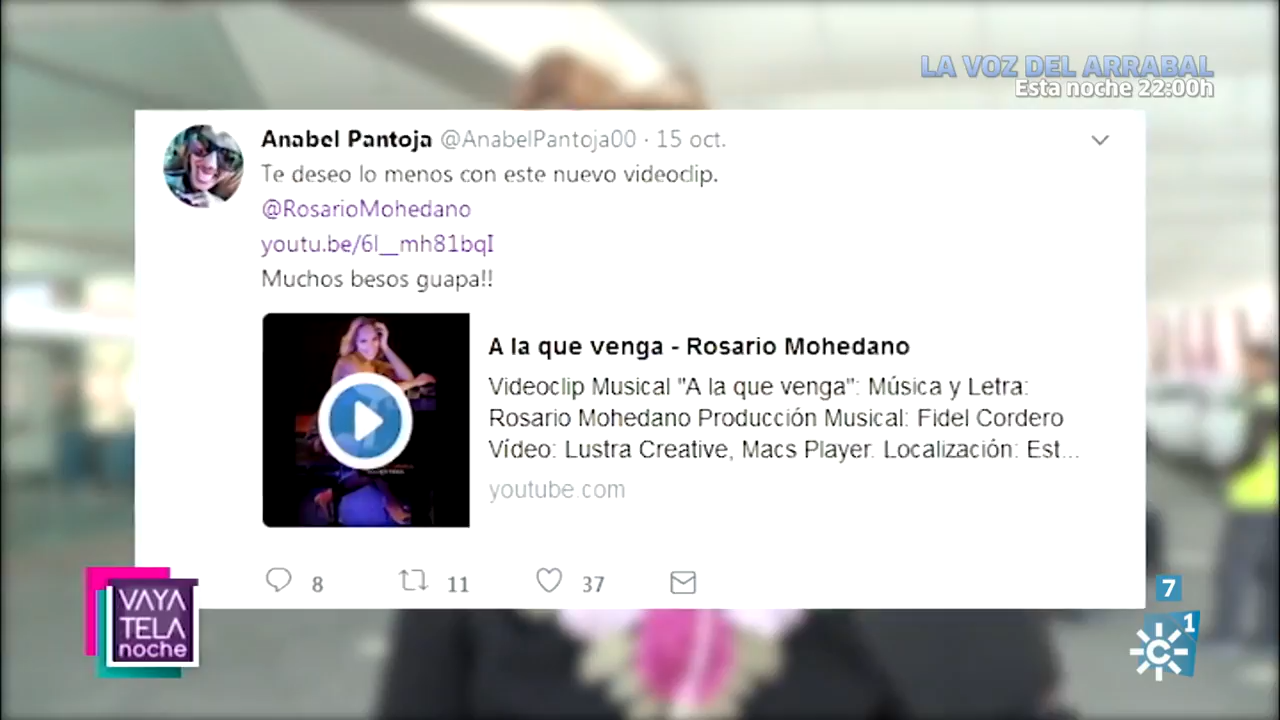 LA VOZ DEL ARRABAL
Esta noche 22:00h
Anabel Pantoja @AnabelPantoja00 · 15 oct.
Te deseo lo menos con este nuevo videoclip.
@RosarioMohedano
youtu.be/6l__mh81bqI
Muchos besos guapa!!
A la que venga - Rosario Mohedano
Videoclip Musical "A la que venga": Música y Letra:
Rosario Mohedano Producción Musical: Fidel Cordero
Vídeo: Lustra Creative, Macs Player. Localización: Est...
youtube.com
8 11 37
VAYA
TELA
noche
7
1